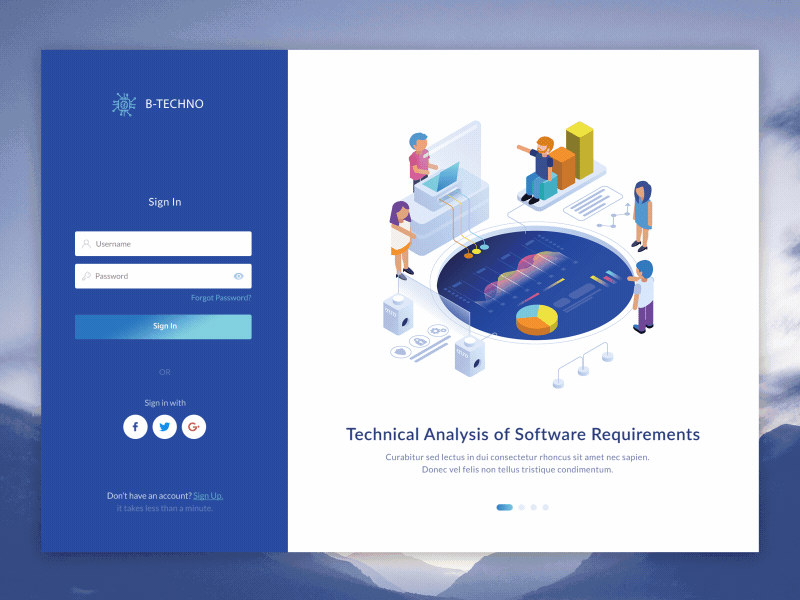 B-TECHNO
Sign In
Username
Password
Forgot Password?
Sign In
OR
Sign in with
Don't have an account? Sign Up.
It takes less than a minute.
Technical Analysis of Software Requirements
Curabitur sed lectus in dui consectetur rhoncus sit amet nec sapien.
Donec vel felis non tellus tristique condimentum.